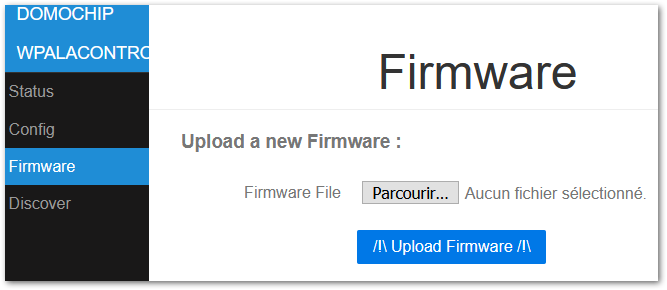 DOMOCHIP
WPALACONTRO
Status
Config
Firmware
Discover
Firmware
Upload a new Firmware :
Firmware File Parcourir... Aucun fichier sélectionné.
/!\ Upload Firmware /!\